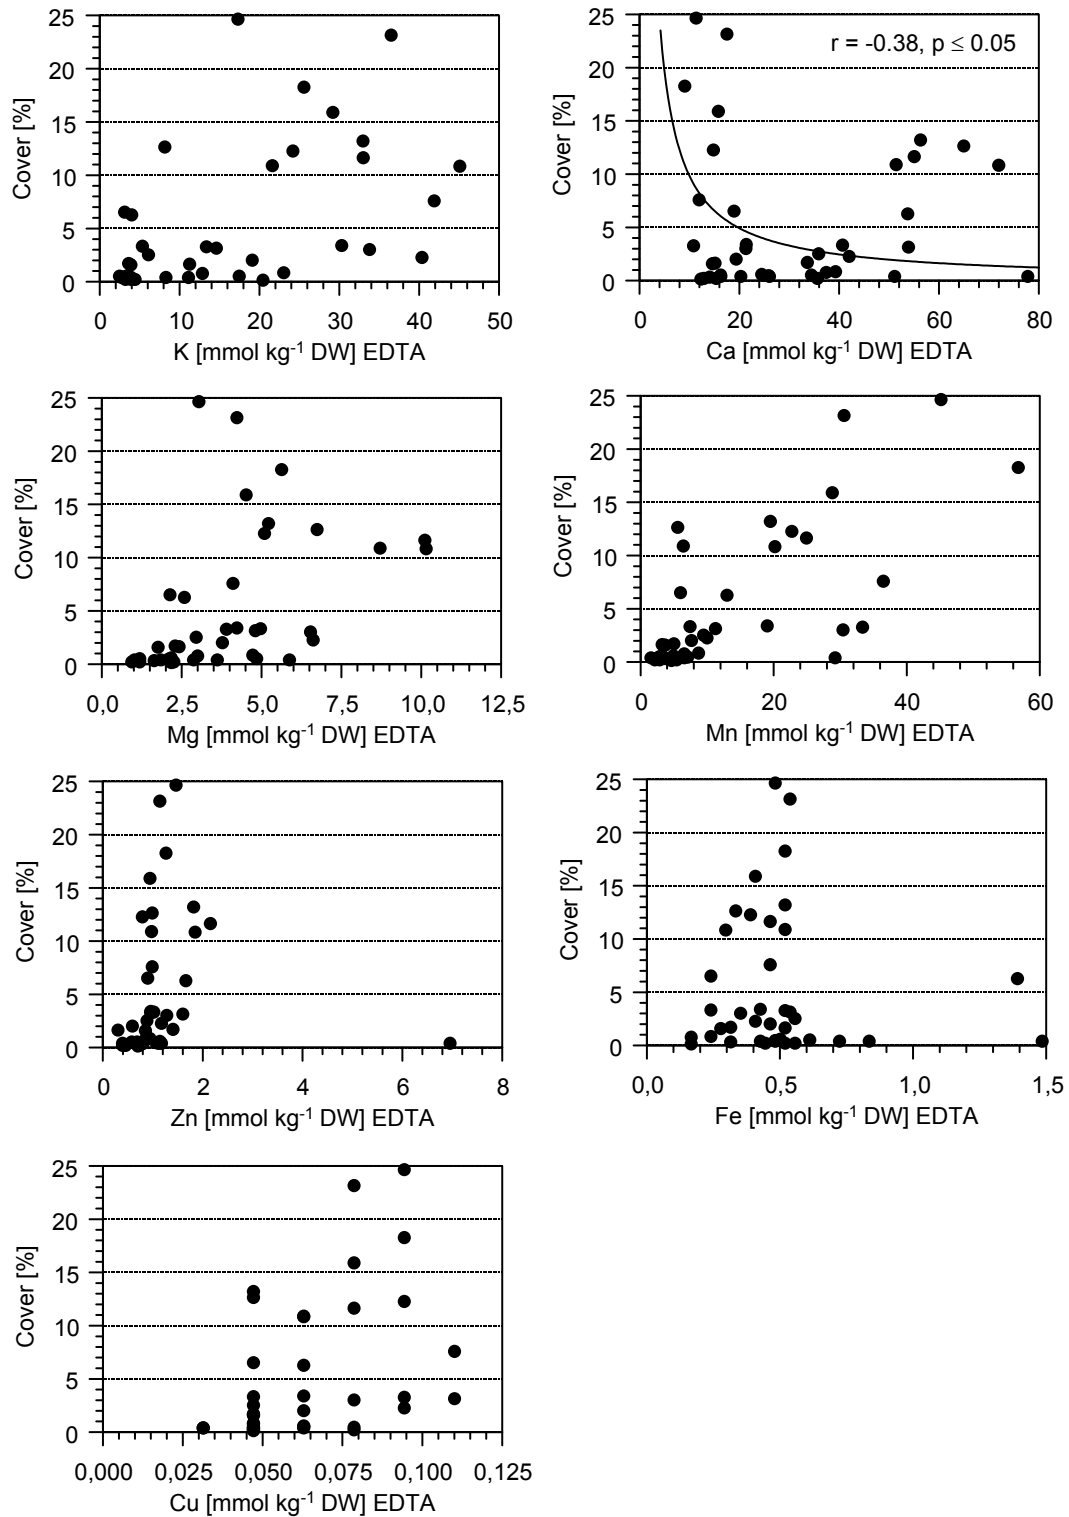 25
20
15
10
5
0
Cover [%]
0 10 20 30 40 50
K [mmol kg⁻¹ DW] EDTA
25
20
15
10
5
0
Cover [%]
r = -0.38, p ≤ 0.05
0 20 40 60 80
Ca [mmol kg⁻¹ DW] EDTA
25
20
15
10
5
0
Cover [%]
0,0 2,5 5,0 7,5 10,0 12,5
Mg [mmol kg⁻¹ DW] EDTA
25
20
15
10
5
0
Cover [%]
0 20 40 60
Mn [mmol kg⁻¹ DW] EDTA
25
20
15
10
5
0
Cover [%]
0 2 4 6 8
Zn [mmol kg⁻¹ DW] EDTA
25
20
15
10
5
0
Cover [%]
0,0 0,5 1,0 1,5
Fe [mmol kg⁻¹ DW] EDTA
25
20
15
10
5
0
Cover [%]
0,000 0,025 0,050 0,075 0,100 0,125
Cu [mmol kg⁻¹ DW] EDTA